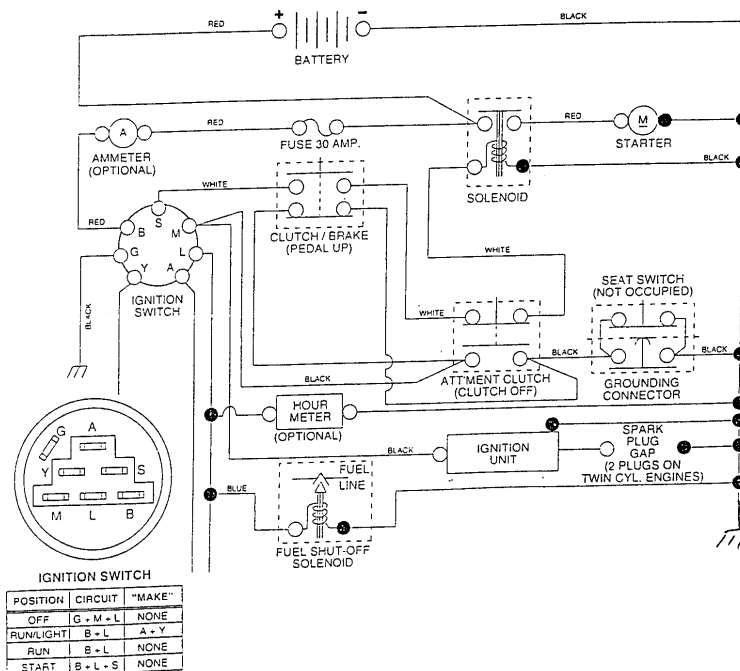 + −
RED
BLACK
BATTERY
A
RED
FUSE 30 AMP.
RED
M
STARTER
BLACK
AMMETER
(OPTIONAL)
SOLENOID
WHITE
S
RED
B
M
G
L
Y
A
CLUTCH / BRAKE
(PEDAL UP)
IGNITION
SWITCH
BLACK
WHITE
SEAT SWITCH
(NOT OCCUPIED)
WHITE
BLACK
BLACK
ATT'MENT CLUTCH
(CLUTCH OFF)
GROUNDING
CONNECTOR
BLACK
HOUR
METER
(OPTIONAL)
SPARK
PLUG
GAP
(2 PLUGS ON
TWIN CYL. ENGINES)
BLACK
IGNITION
UNIT
BLUE
FUEL
LINE
FUEL SHUT-OFF
SOLENOID
G
A
Y
S
M
L
B
IGNITION SWITCH
POSITION CIRCUIT "MAKE"
OFF G + M + L NONE
RUN/LIGHT B + L A + Y
RUN B + L NONE
START B + L + S NONE